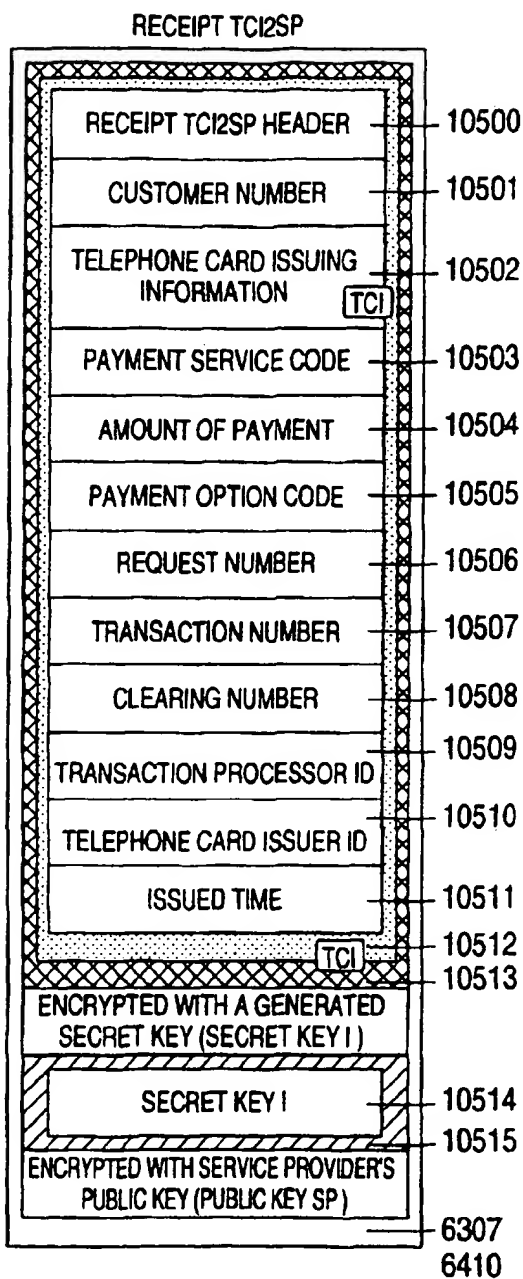 RECEIPT TCI2SP
RECEIPT TCI2SP HEADER 10500
CUSTOMER NUMBER 10501
TELEPHONE CARD ISSUING
INFORMATION 10502
TCI
PAYMENT SERVICE CODE 10503
AMOUNT OF PAYMENT 10504
PAYMENT OPTION CODE 10505
REQUEST NUMBER 10506
TRANSACTION NUMBER 10507
CLEARING NUMBER 10508
TRANSACTION PROCESSOR ID 10509
TELEPHONE CARD ISSUER ID 10510
ISSUED TIME 10511
TCI 10512
10513
ENCRYPTED WITH A GENERATED
SECRET KEY (SECRET KEY I)
SECRET KEY I 10514
10515
ENCRYPTED WITH SERVICE PROVIDER'S
PUBLIC KEY (PUBLIC KEY SP)
6307
6410